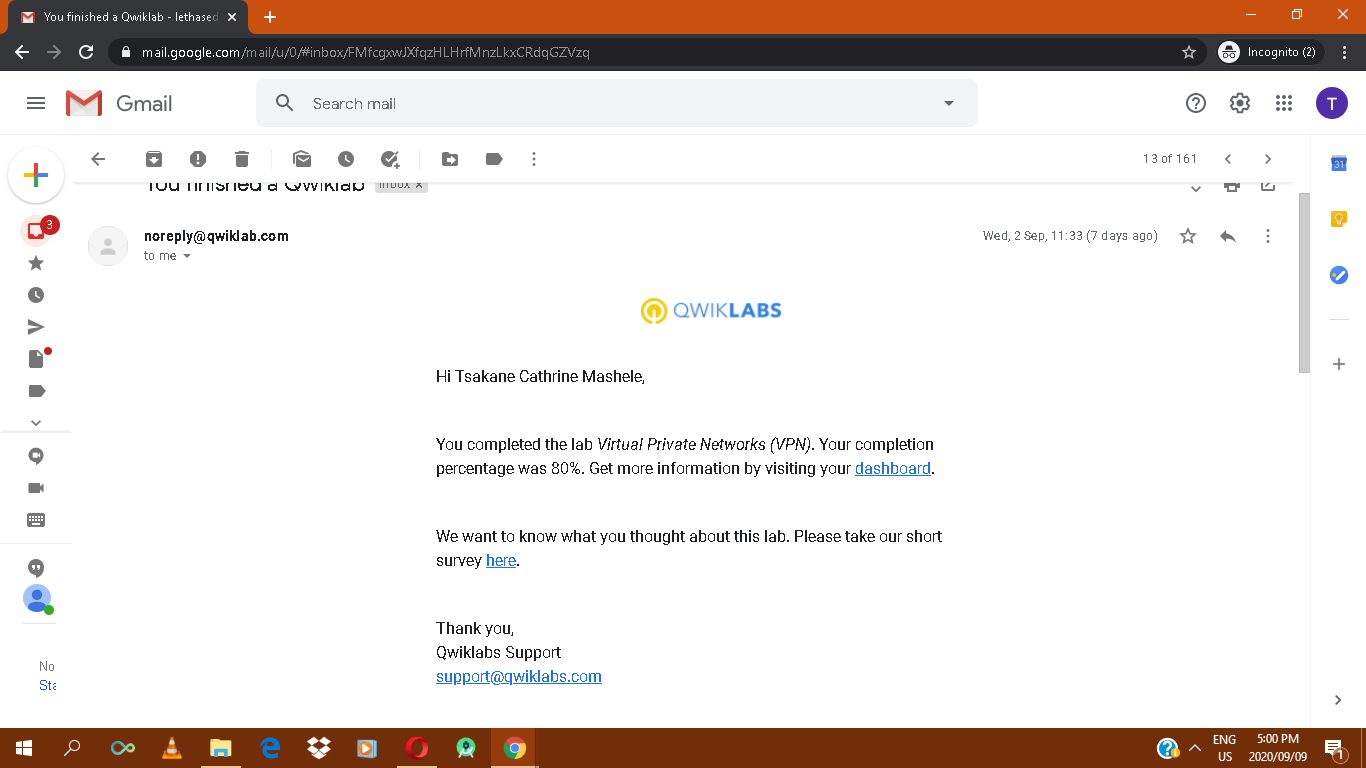 You finished a Qwiklab - lethased
mail.google.com/mail/u/0/#inbox/FMfcgxwJXfqzHLHrfMnzLkxCRdqGZVzq
Incognito (2)
Gmail
Search mail
T
13 of 161
You finished a Qwiklab
Inbox x
31
3
noreply@qwiklab.com
Wed, 2 Sep, 11:33 (7 days ago)
to me
QWIKLABS
Hi Tsakane Cathrine Mashele,
You completed the lab Virtual Private Networks (VPN). Your completion
percentage was 80%. Get more information by visiting your dashboard.
We want to know what you thought about this lab. Please take our short
survey here.
Thank you,
Qwiklabs Support
support@qwiklabs.com
No
Sta
ENG
US
5:00 PM
2020/09/09
1